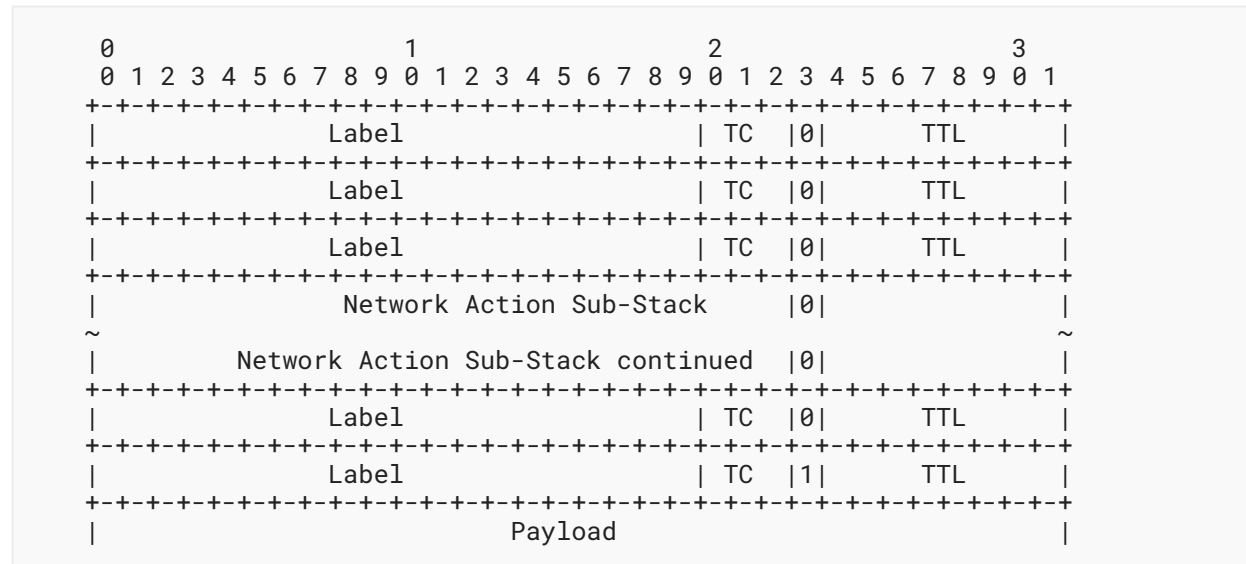 0                   1                   2                   3
 0 1 2 3 4 5 6 7 8 9 0 1 2 3 4 5 6 7 8 9 0 1 2 3 4 5 6 7 8 9 0 1
+-+-+-+-+-+-+-+-+-+-+-+-+-+-+-+-+-+-+-+-+-+-+-+-+-+-+-+-+-+-+-+-+
|               Label                   | TC  |0|      TTL      |
+-+-+-+-+-+-+-+-+-+-+-+-+-+-+-+-+-+-+-+-+-+-+-+-+-+-+-+-+-+-+-+-+
|               Label                   | TC  |0|      TTL      |
+-+-+-+-+-+-+-+-+-+-+-+-+-+-+-+-+-+-+-+-+-+-+-+-+-+-+-+-+-+-+-+-+
|               Label                   | TC  |0|      TTL      |
+-+-+-+-+-+-+-+-+-+-+-+-+-+-+-+-+-+-+-+-+-+-+-+-+-+-+-+-+-+-+-+-+
|                Network Action Sub-Stack     |0|               |
~                                                               ~
|         Network Action Sub-Stack continued  |0|               |
+-+-+-+-+-+-+-+-+-+-+-+-+-+-+-+-+-+-+-+-+-+-+-+-+-+-+-+-+-+-+-+-+
|               Label                   | TC  |0|      TTL      |
+-+-+-+-+-+-+-+-+-+-+-+-+-+-+-+-+-+-+-+-+-+-+-+-+-+-+-+-+-+-+-+-+
|               Label                   | TC  |1|      TTL      |
+-+-+-+-+-+-+-+-+-+-+-+-+-+-+-+-+-+-+-+-+-+-+-+-+-+-+-+-+-+-+-+-+
|                           Payload                             |